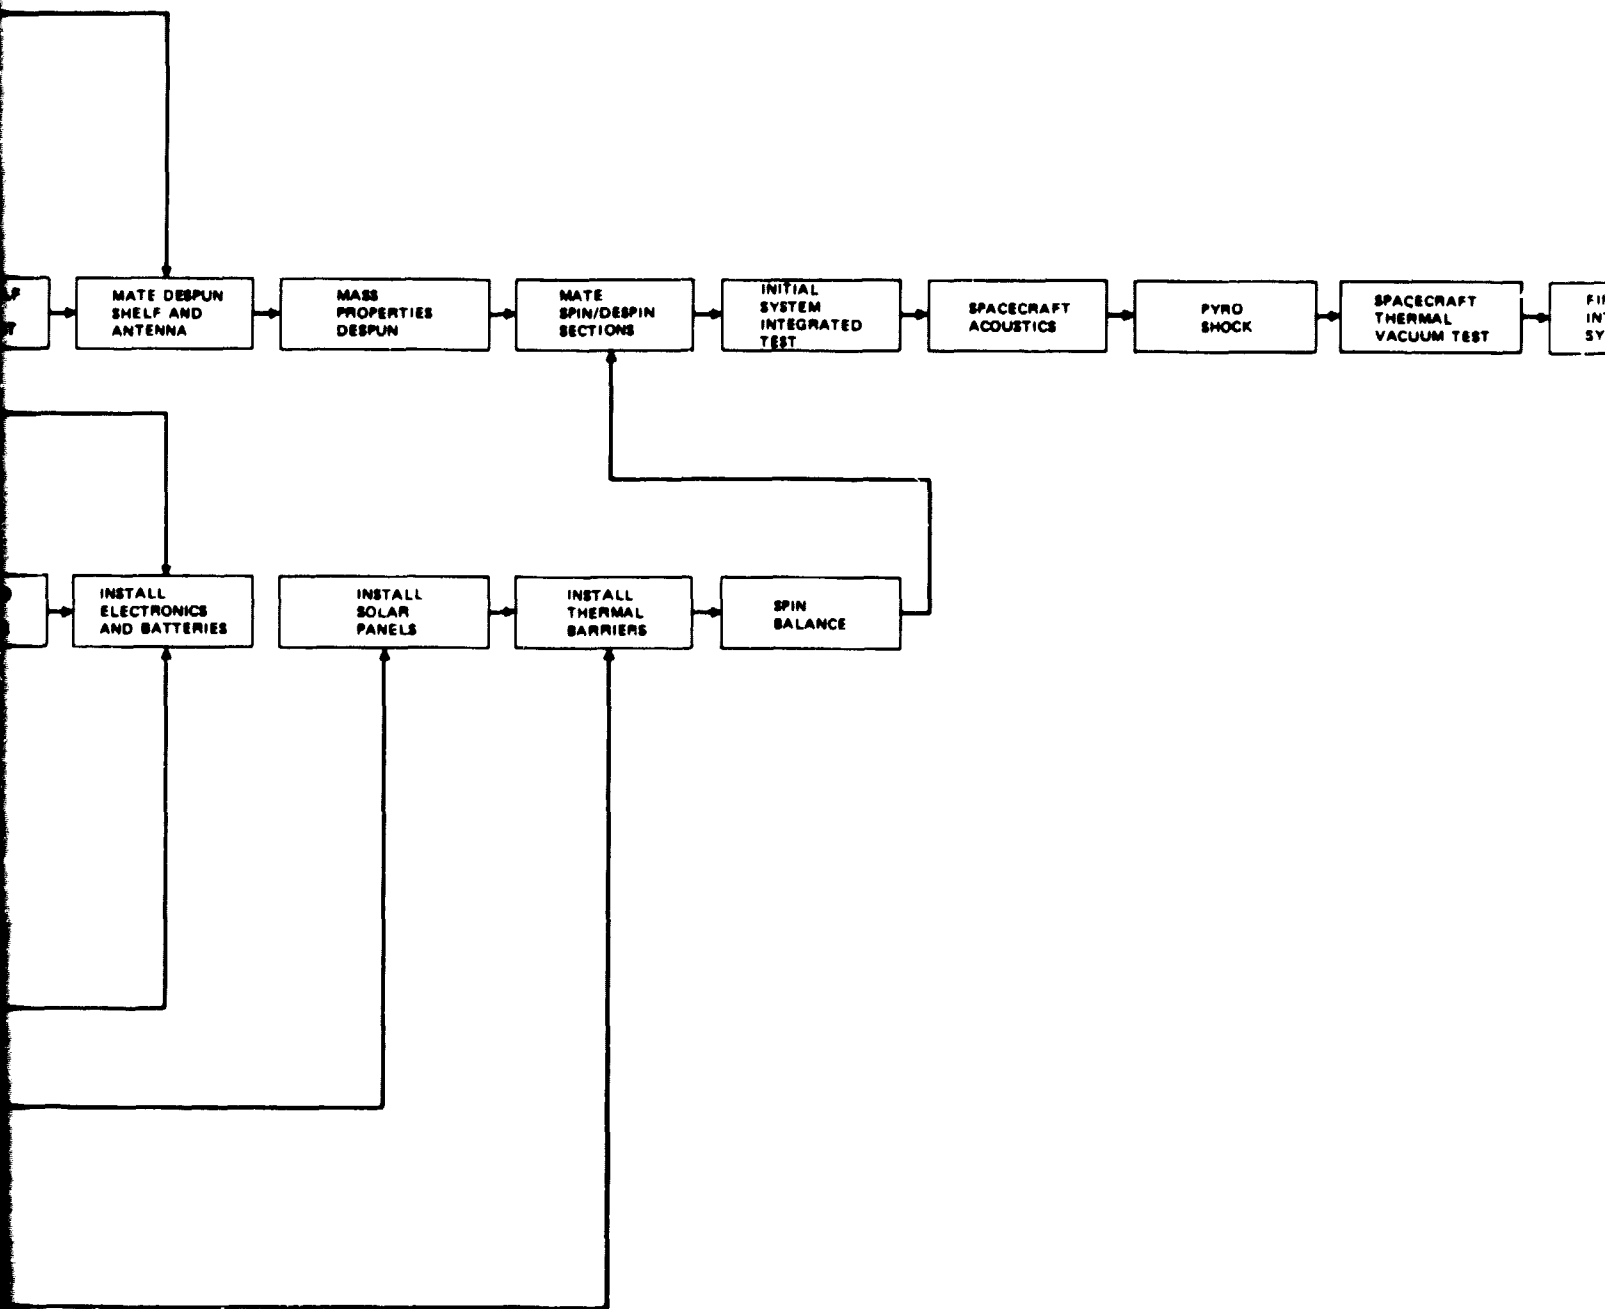 MATE DESPUN
SHELF AND
ANTENNA
MASS
PROPERTIES
DESPUN
MATE
SPIN/DESPIN
SECTIONS
INITIAL
SYSTEM
INTEGRATED
TEST
SPACECRAFT
ACOUSTICS
PYRO
SHOCK
SPACECRAFT
THERMAL
VACUUM TEST
INSTALL
ELECTRONICS
AND BATTERIES
INSTALL
SOLAR
PANELS
INSTALL
THERMAL
BARRIERS
SPIN
BALANCE